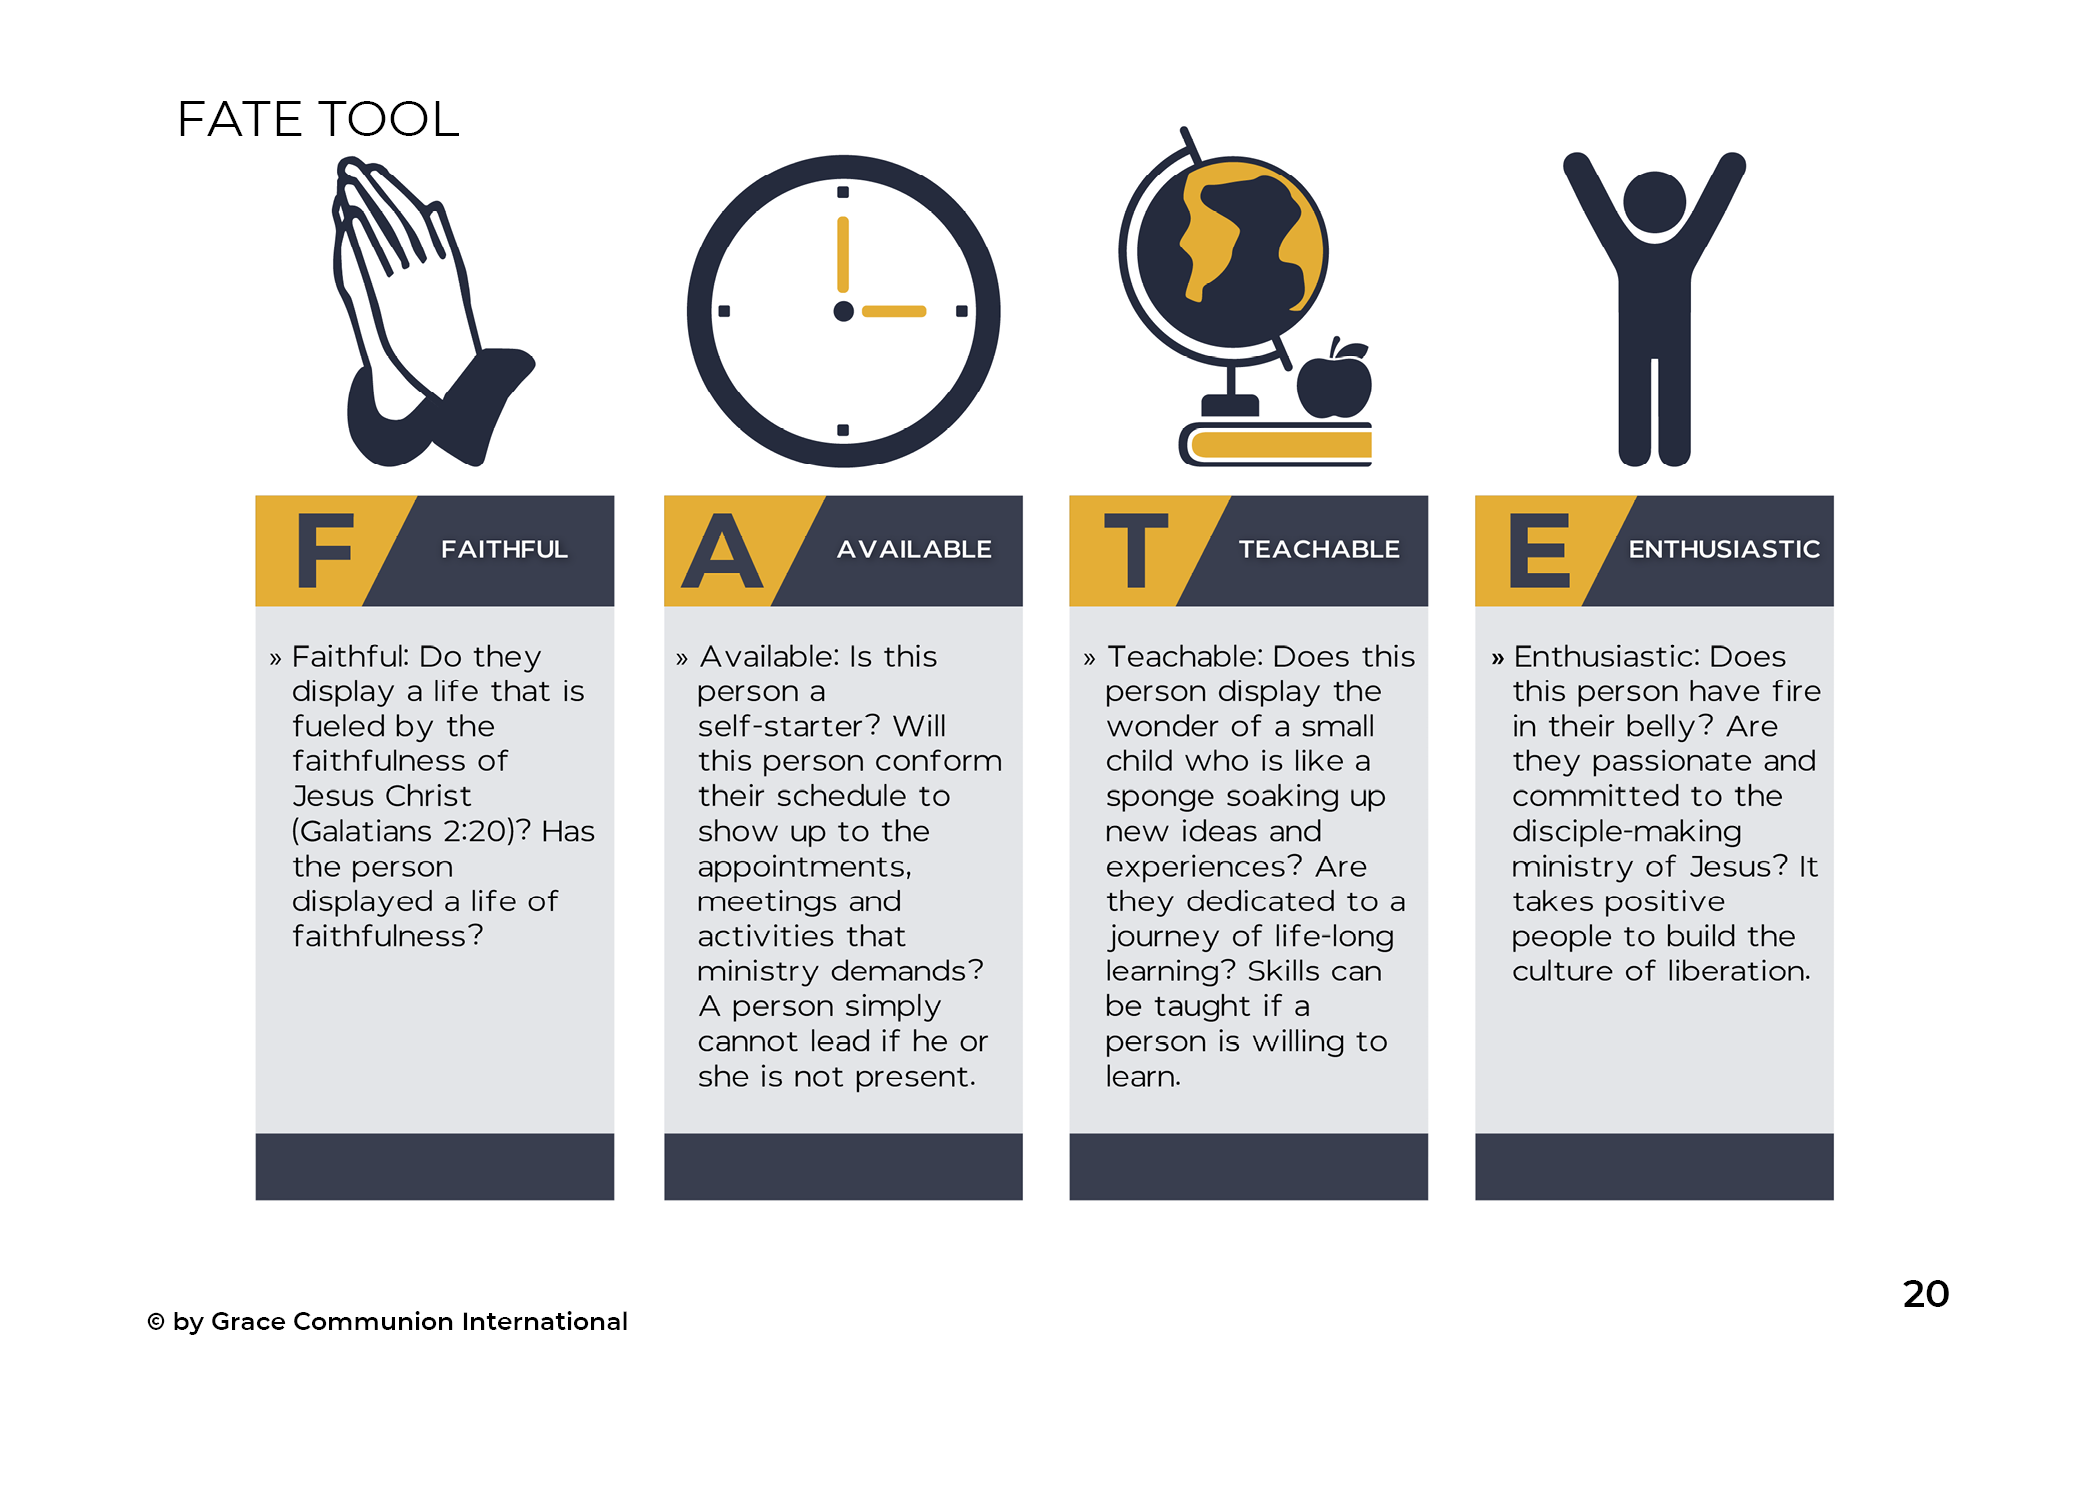 FATE TOOL
F
FAITHFUL
» Faithful: Do they
display a life that is
fueled by the
faithfulness of
Jesus Christ
(Galatians 2:20)? Has
the person
displayed a life of
faithfulness?
A
AVAILABLE
» Available: Is this
person a
self-starter? Will
this person conform
their schedule to
show up to the
appointments,
meetings and
activities that
ministry demands?
A person simply
cannot lead if he or
she is not present.
T
TEACHABLE
» Teachable: Does this
person display the
wonder of a small
child who is like a
sponge soaking up
new ideas and
experiences? Are
they dedicated to a
journey of life-long
learning? Skills can
be taught if a
person is willing to
learn.
E
ENTHUSIASTIC
» Enthusiastic: Does
this person have fire
in their belly? Are
they passionate and
committed to the
disciple-making
ministry of Jesus? It
takes positive
people to build the
culture of liberation.
20
© by Grace Communion International